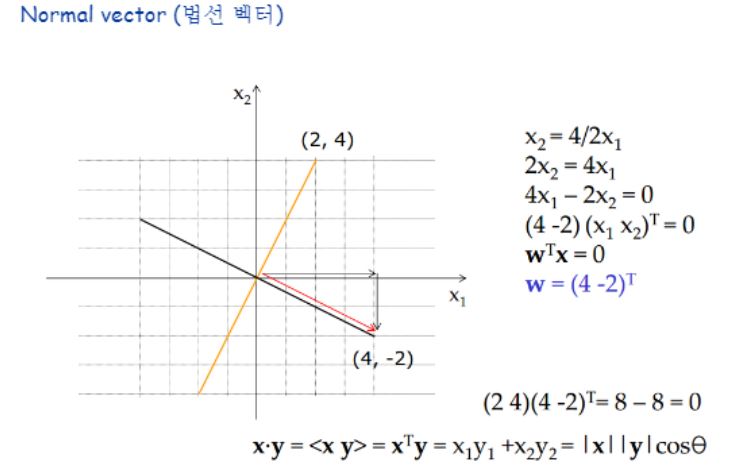 Normal vector (법선 벡터)
x₂
(2, 4)
x₂ = 4/2x₁
2x₂ = 4x₁
4x₁ – 2x₂ = 0
(4 -2) (x₁ x₂)ᵀ = 0
wᵀx = 0
w = (4 -2)ᵀ
x₁
(4, -2)
(2 4)(4 -2)ᵀ= 8 – 8 = 0
x·y = <x y> = xᵀy = x₁y₁ +x₂y₂ = |x||y|cosθ